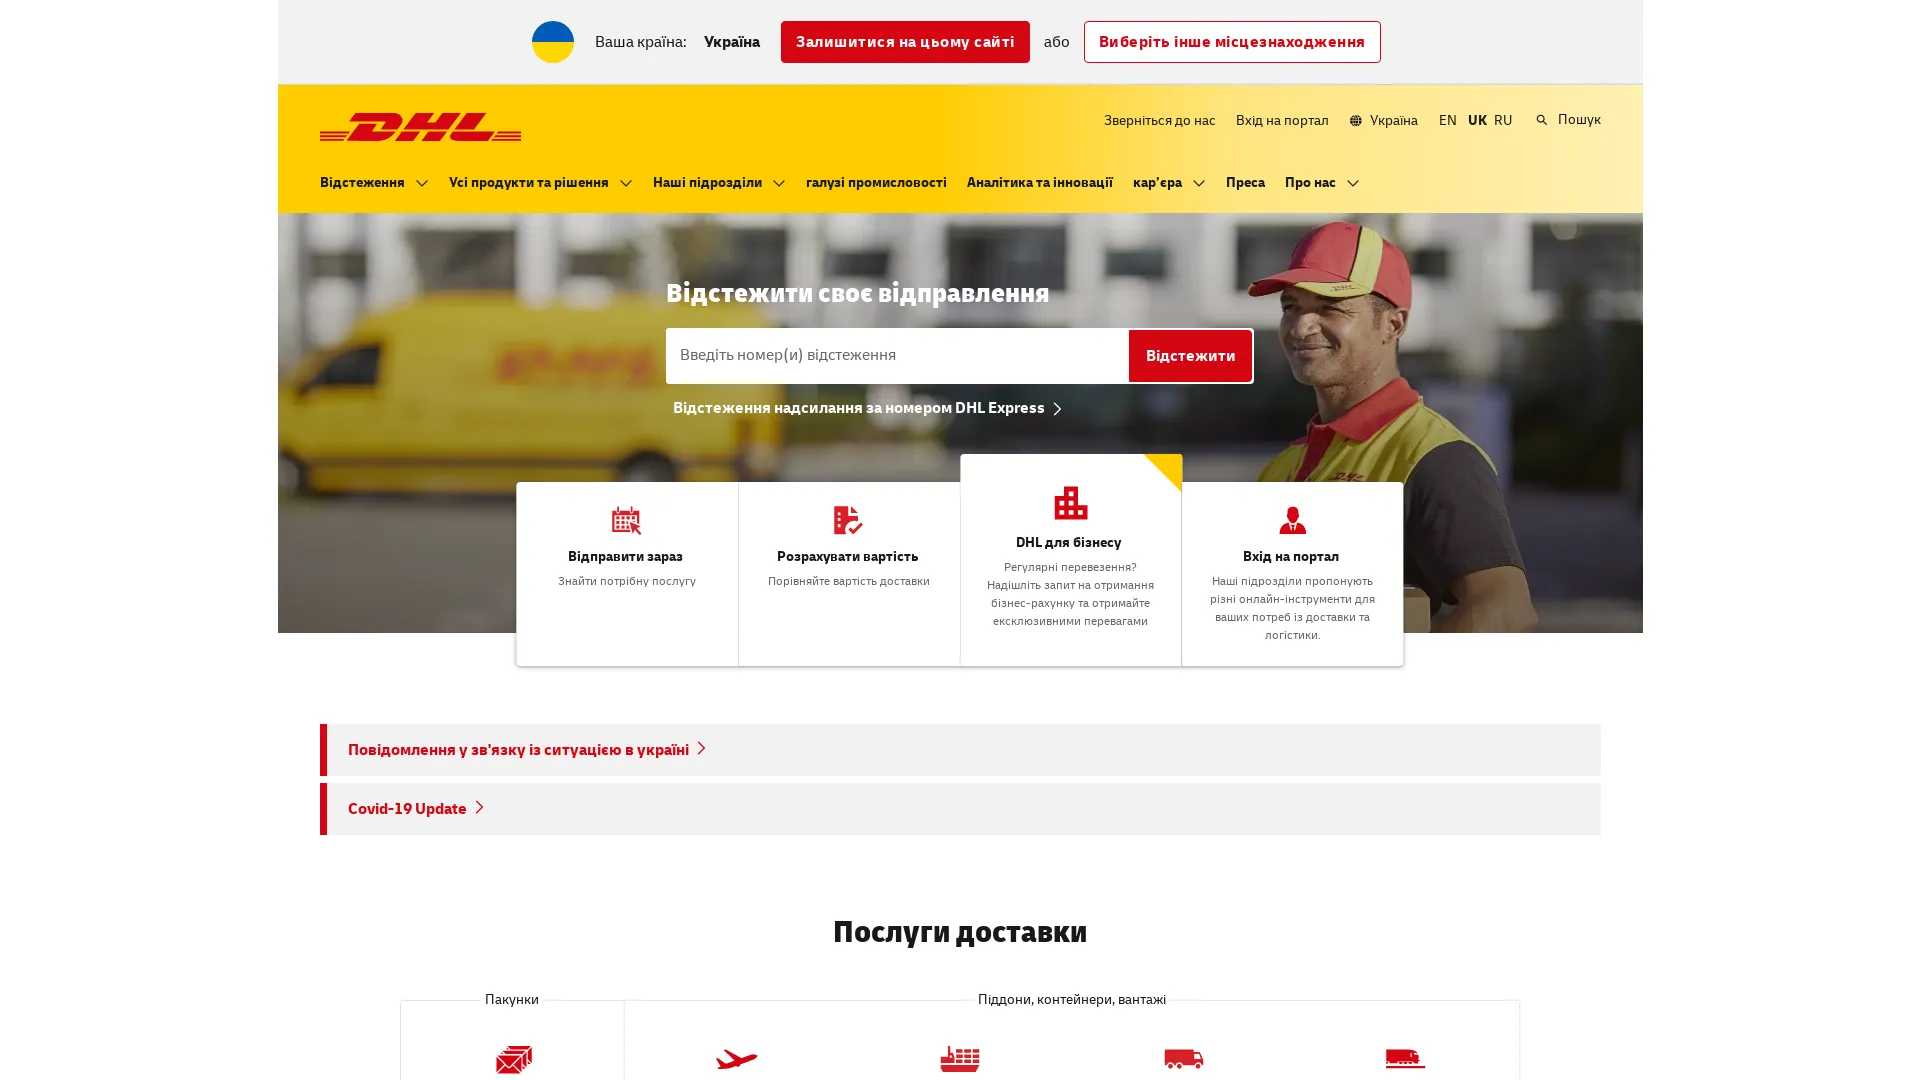 Ваша країна: Україна Залишитися на цьому сайті або Виберіть інше місцезнаходження
DHL
Зверніться до нас Вхід на портал Україна EN UK RU Пошук
Відстеження Усі продукти та рішення Наші підрозділи галузі промисловості Аналітика та інновації кар'єра Преса Про нас
Відстежити своє відправлення
Введіть номер(и) відстеження Відстежити
Відстеження надсилання за номером DHL Express
Відправити зараз
Знайти потрібну послугу
Розрахувати вартість
Порівняйте вартість доставки
DHL для бізнесу
Регулярні перевезення?
Надішліть запит на отримання
бізнес-рахунку та отримайте
ексклюзивними перевагами
Вхід на портал
Наші підрозділи пропонують
різні онлайн-інструменти для
ваших потреб із доставки та
логістики.
Повідомлення у зв'язку із ситуацією в україні
Covid-19 Update
Послуги доставки
Пакунки
Піддони, контейнери, вантажі